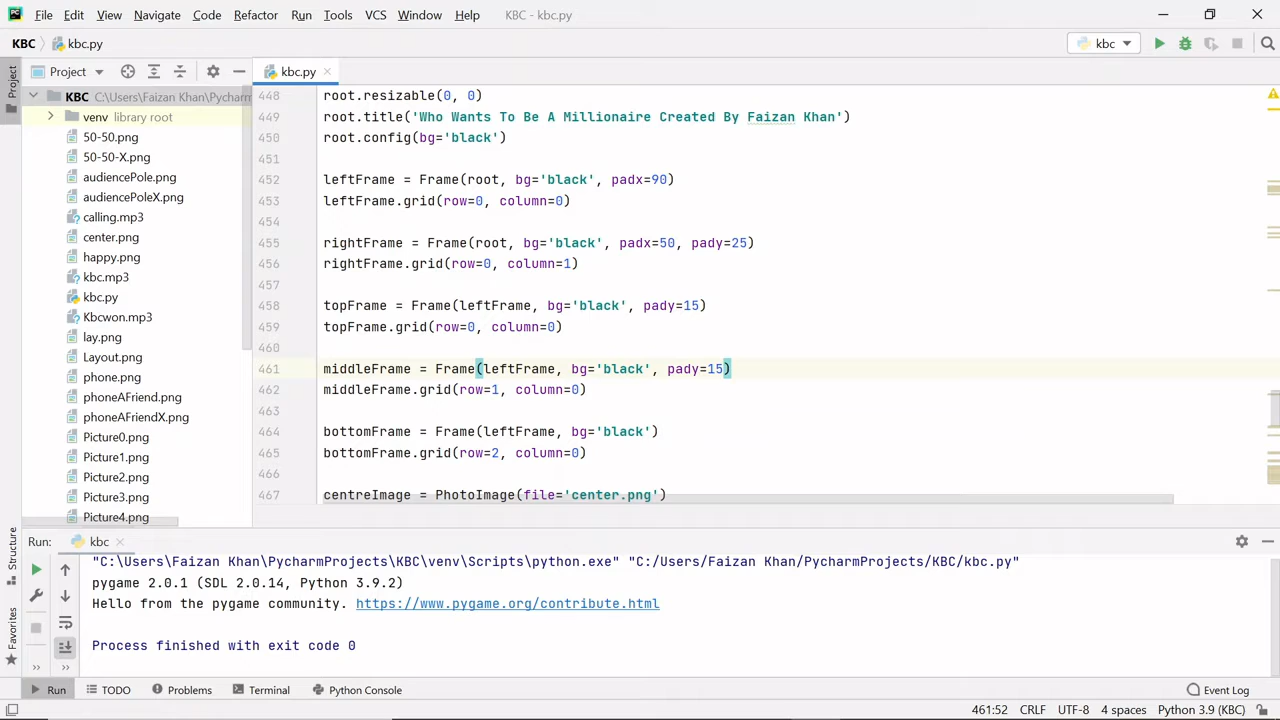 File Edit View Navigate Code Refactor Run Tools VCS Window Help KBC - kbc.py
KBC kbc.py kbc
Project kbc.py
Project
KBC C:\Users\Faizan Khan\Pycharm
venv library root
50-50.png
50-50-X.png
audiencePole.png
audiencePoleX.png
calling.mp3
center.png
happy.png
kbc.mp3
kbc.py
Kbcwon.mp3
lay.png
Layout.png
phone.png
phoneAFriend.png
phoneAFriendX.png
Picture0.png
Picture1.png
Picture2.png
Picture3.png
Picture4.png
448 root.resizable(0, 0)
449 root.title('Who Wants To Be A Millionaire Created By Faizan Khan')
450 root.config(bg='black')
451
452 leftFrame = Frame(root, bg='black', padx=90)
453 leftFrame.grid(row=0, column=0)
454
455 rightFrame = Frame(root, bg='black', padx=50, pady=25)
456 rightFrame.grid(row=0, column=1)
457
458 topFrame = Frame(leftFrame, bg='black', pady=15)
459 topFrame.grid(row=0, column=0)
460
461 middleFrame = Frame(leftFrame, bg='black', pady=15)
462 middleFrame.grid(row=1, column=0)
463
464 bottomFrame = Frame(leftFrame, bg='black')
465 bottomFrame.grid(row=2, column=0)
466
467 centreImage = PhotoImage(file='center.png')
Structure
Favorites
Run: kbc
"C:\Users\Faizan Khan\PycharmProjects\KBC\venv\Scripts\python.exe" "C:/Users/Faizan Khan/PycharmProjects/KBC/kbc.py"
pygame 2.0.1 (SDL 2.0.14, Python 3.9.2)
Hello from the pygame community. https://www.pygame.org/contribute.html
Process finished with exit code 0
Run TODO Problems Terminal Python Console Event Log
461:52 CRLF UTF-8 4 spaces Python 3.9 (KBC)